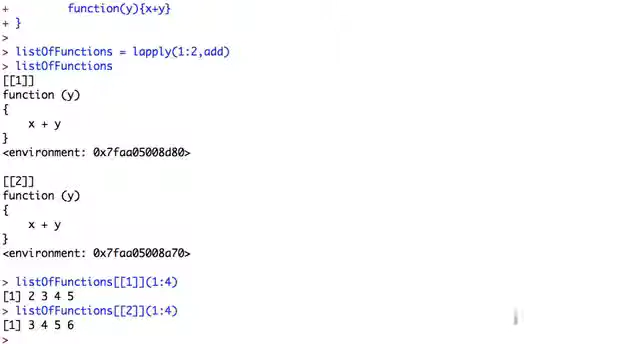 + function(y){x+y}
+ }
>
> listOfFunctions = lapply(1:2,add)
> listOfFunctions
[[1]]
function (y)
{
x + y
}
<environment: 0x7faa05008d80>
[[2]]
function (y)
{
x + y
}
<environment: 0x7faa05008a70>
> listOfFunctions[[1]](1:4)
[1] 2 3 4 5
> listOfFunctions[[2]](1:4)
[1] 3 4 5 6
>